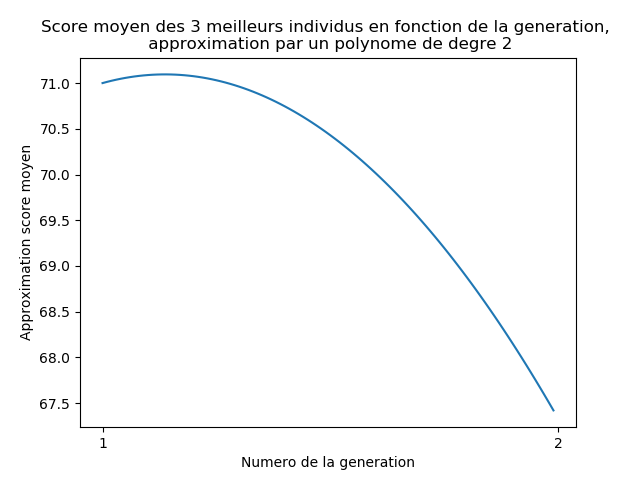 Score moyen des 3 meilleurs individus en fonction de la generation,
approximation par un polynome de degre 2
71.0
70.5
70.0
69.5
69.0
68.5
68.0
67.5
Approximation score moyen
1
2
Numero de la generation